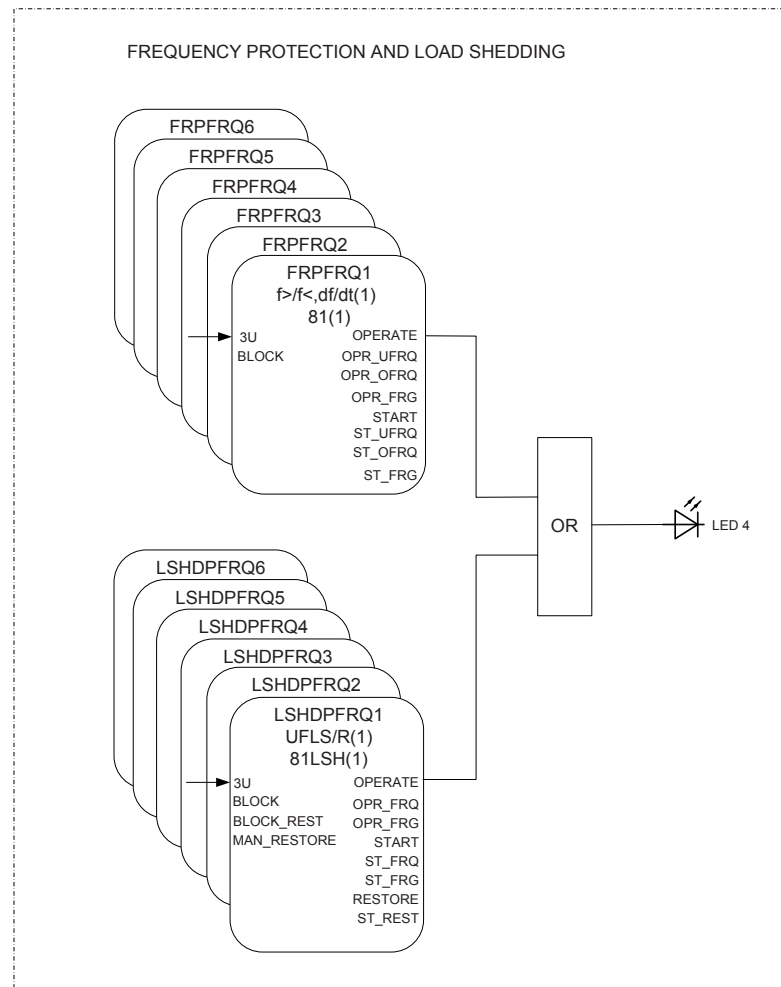 FREQUENCY PROTECTION AND LOAD SHEDDING
FRPFRQ6
FRPFRQ5
FRPFRQ4
FRPFRQ3
FRPFRQ2
FRPFRQ1
f>/f<,df/dt(1)
81(1)
3U
BLOCK
OPERATE
OPR_UFRQ
OPR_OFRQ
OPR_FRG
START
ST_UFRQ
ST_OFRQ
ST_FRG
OR
LED 4
LSHDPFRQ6
LSHDPFRQ5
LSHDPFRQ4
LSHDPFRQ3
LSHDPFRQ2
LSHDPFRQ1
UFLS/R(1)
81LSH(1)
3U
BLOCK
BLOCK_REST
MAN_RESTORE
OPERATE
OPR_FRQ
OPR_FRG
START
ST_FRQ
ST_FRG
RESTORE
ST_REST